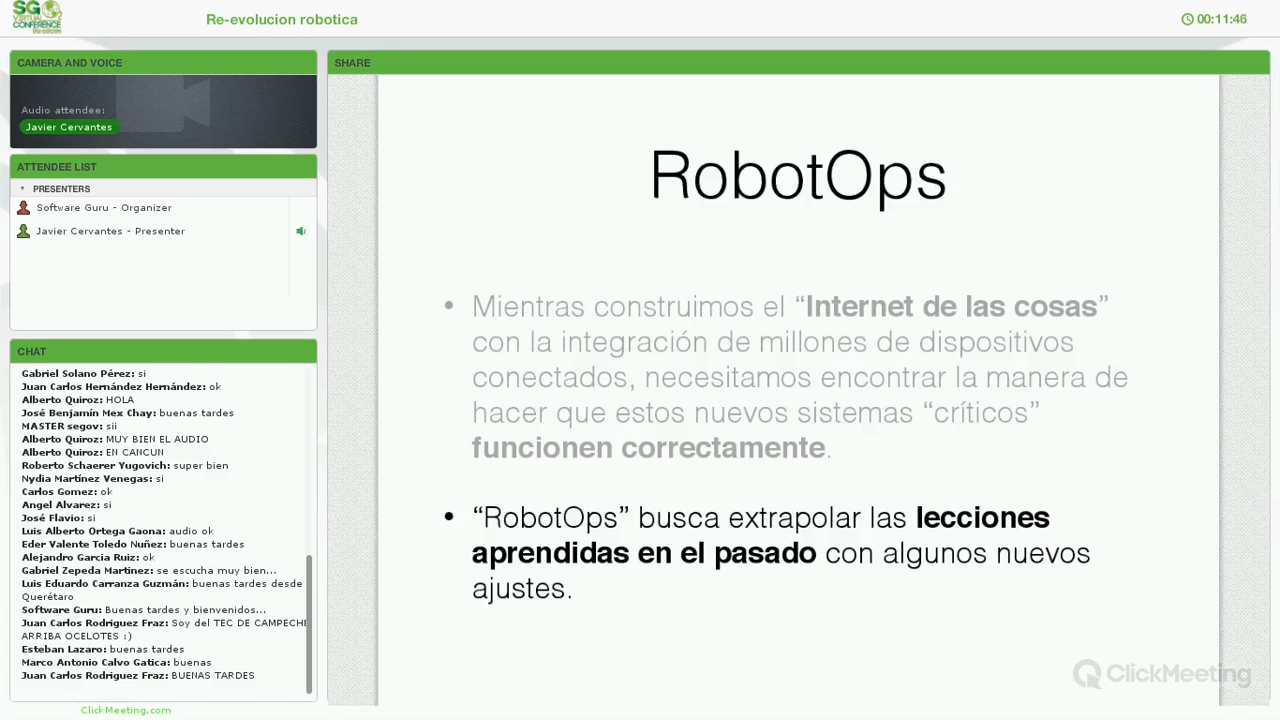 SG
VIRTUAL
CONFERENCE
Re-evolucion robotica
00:11:46
CAMERA AND VOICE
Audio attendee:
Javier Cervantes
ATTENDEE LIST
PRESENTERS
Software Guru - Organizer
Javier Cervantes - Presenter
CHAT
Gabriel Solano Pérez: si
Juan Carlos Hernández Hernández: ok
Alberto Quiroz: HOLA
José Benjamín Mex Chay: buenas tardes
MASTER segov: sii
Alberto Quiroz: MUY BIEN EL AUDIO
Alberto Quiroz: EN CANCUN
Roberto Schaerer Yugovich: super bien
Nydia Martínez Venegas: si
Carlos Gomez: ok
Angel Alvarez: si
José Flavio: si
Luis Alberto Ortega Gaona: audio ok
Eder Valente Toledo Nuñez: buenas tardes
Alejandro Garcia Ruiz: ok
Gabriel Zepeda Martinez: se escucha muy bien...
Luis Eduardo Carranza Guzmán: buenas tardes desde
Querétaro
Software Guru: Buenas tardes y bienvenidos...
Juan Carlos Rodriguez Fraz: Soy del TEC DE CAMPECHE
ARRIBA OCELOTES :)
Esteban Lazaro: buenas tardes
Marco Antonio Calvo Gatica: buenas
Juan Carlos Rodriguez Fraz: BUENAS TARDES
ClickMeeting.com
SHARE
RobotOps
• Mientras construimos el “Internet de las cosas”
con la integración de millones de dispositivos
conectados, necesitamos encontrar la manera de
hacer que estos nuevos sistemas “críticos”
funcionen correctamente.
• “RobotOps” busca extrapolar las lecciones
aprendidas en el pasado con algunos nuevos
ajustes.
ClickMeeting